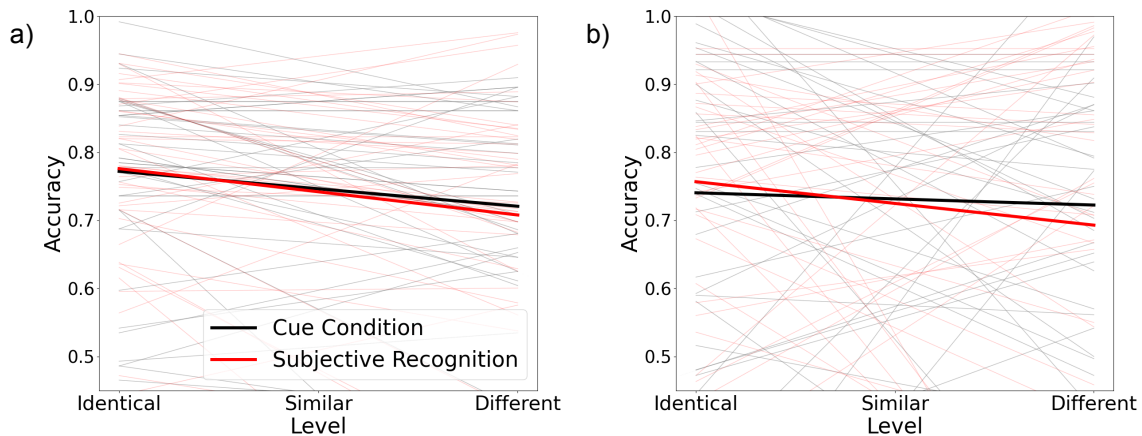 a)
1.0
0.9
0.8
0.7
0.6
0.5
Accuracy
Cue Condition
Subjective Recognition
Identical Similar Different
Level
b)
1.0
0.9
0.8
0.7
0.6
0.5
Accuracy
Identical Similar Different
Level